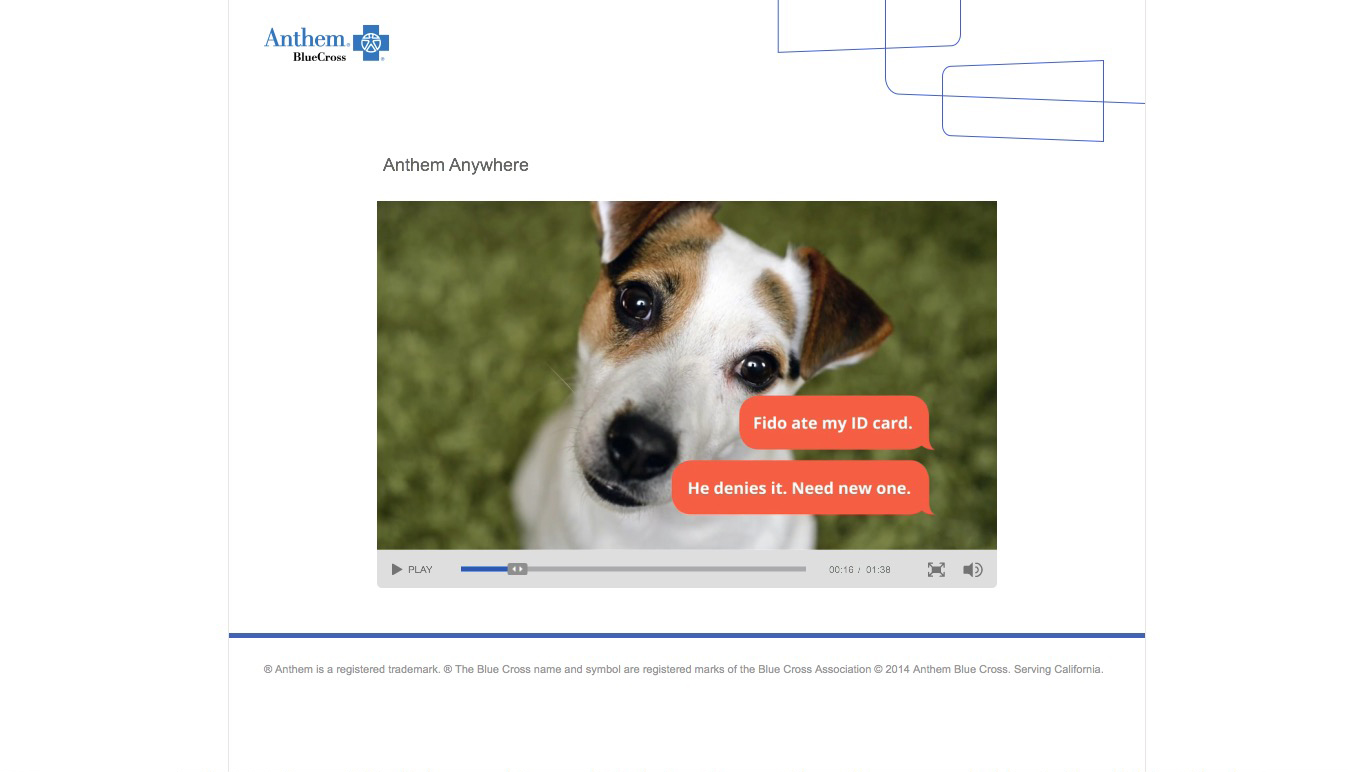 Anthem®
BlueCross
®
Anthem Anywhere
Fido ate my ID card.
He denies it. Need new one.
PLAY
00:16 / 01:38
® Anthem is a registered trademark. ® The Blue Cross name and symbol are registered marks of the Blue Cross Association © 2014 Anthem Blue Cross. Serving California.